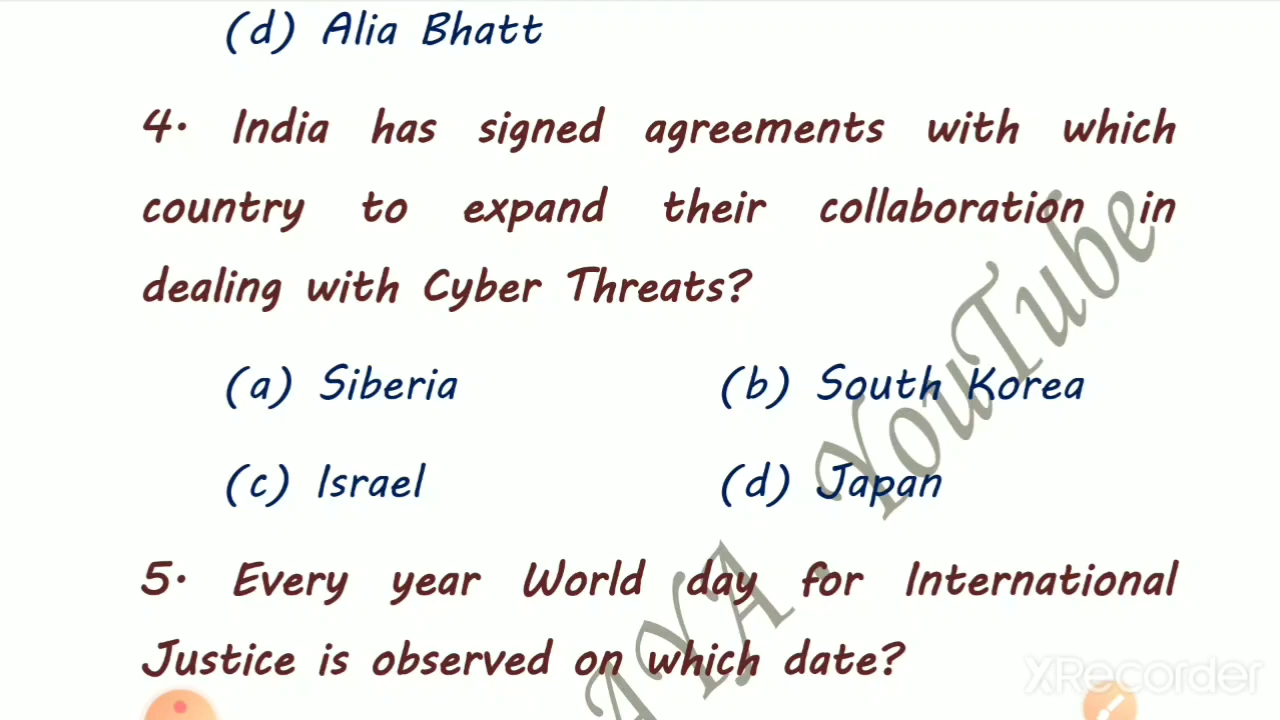 (d) Alia Bhatt
4. India has signed agreements with which
country to expand their collaboration in
dealing with Cyber Threats?
(a) Siberia (b) South Korea
(c) Israel (d) Japan
5. Every year World day for International
Justice is observed on which date?
AYA . YouTube
XRecorder